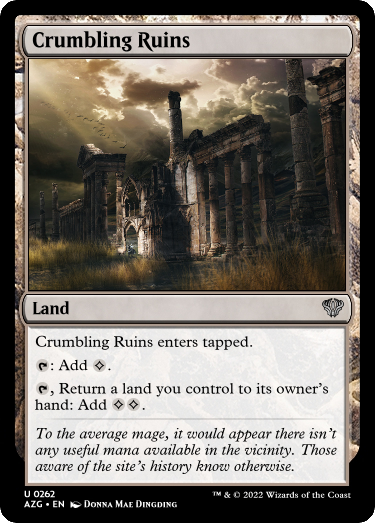 Crumbling Ruins
Land
Crumbling Ruins enters tapped.
: Add .
, Return a land you control to its owner's
hand: Add .
To the average mage, it would appear there isn't
any useful mana available in the vicinity. Those
aware of the site's history know otherwise.
U 0262
AZG • EN Donna Mae Dingding
™ & © 2022 Wizards of the Coast